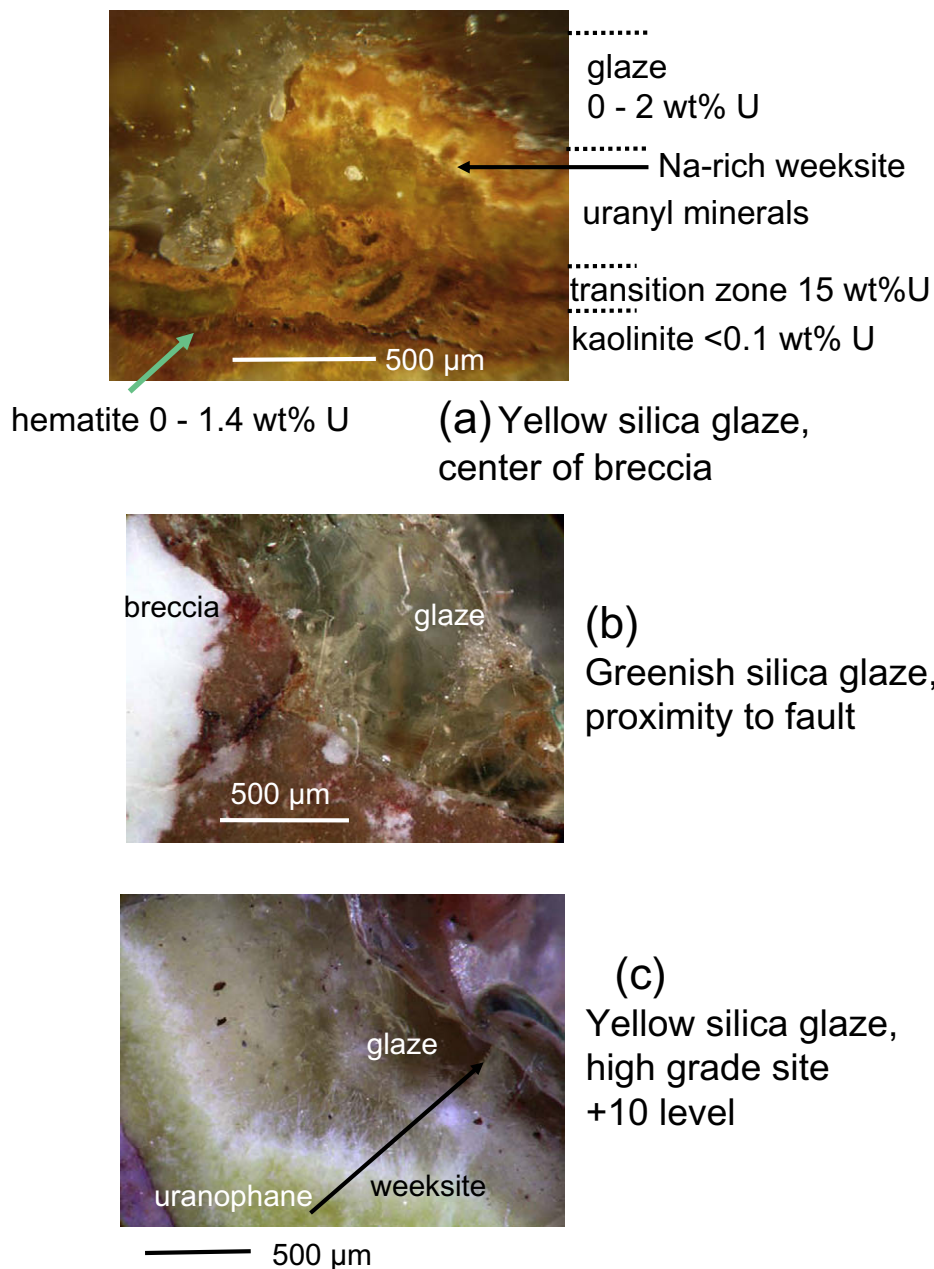 glaze
0 - 2 wt% U
Na-rich weeksite
uranyl minerals
transition zone 15 wt%U
kaolinite <0.1 wt% U
500 µm
hematite 0 - 1.4 wt% U
(a) Yellow silica glaze,
center of breccia
breccia
glaze
500 µm
(b)
Greenish silica glaze,
proximity to fault
glaze
uranophane
weeksite
500 µm
(c)
Yellow silica glaze,
high grade site
+10 level